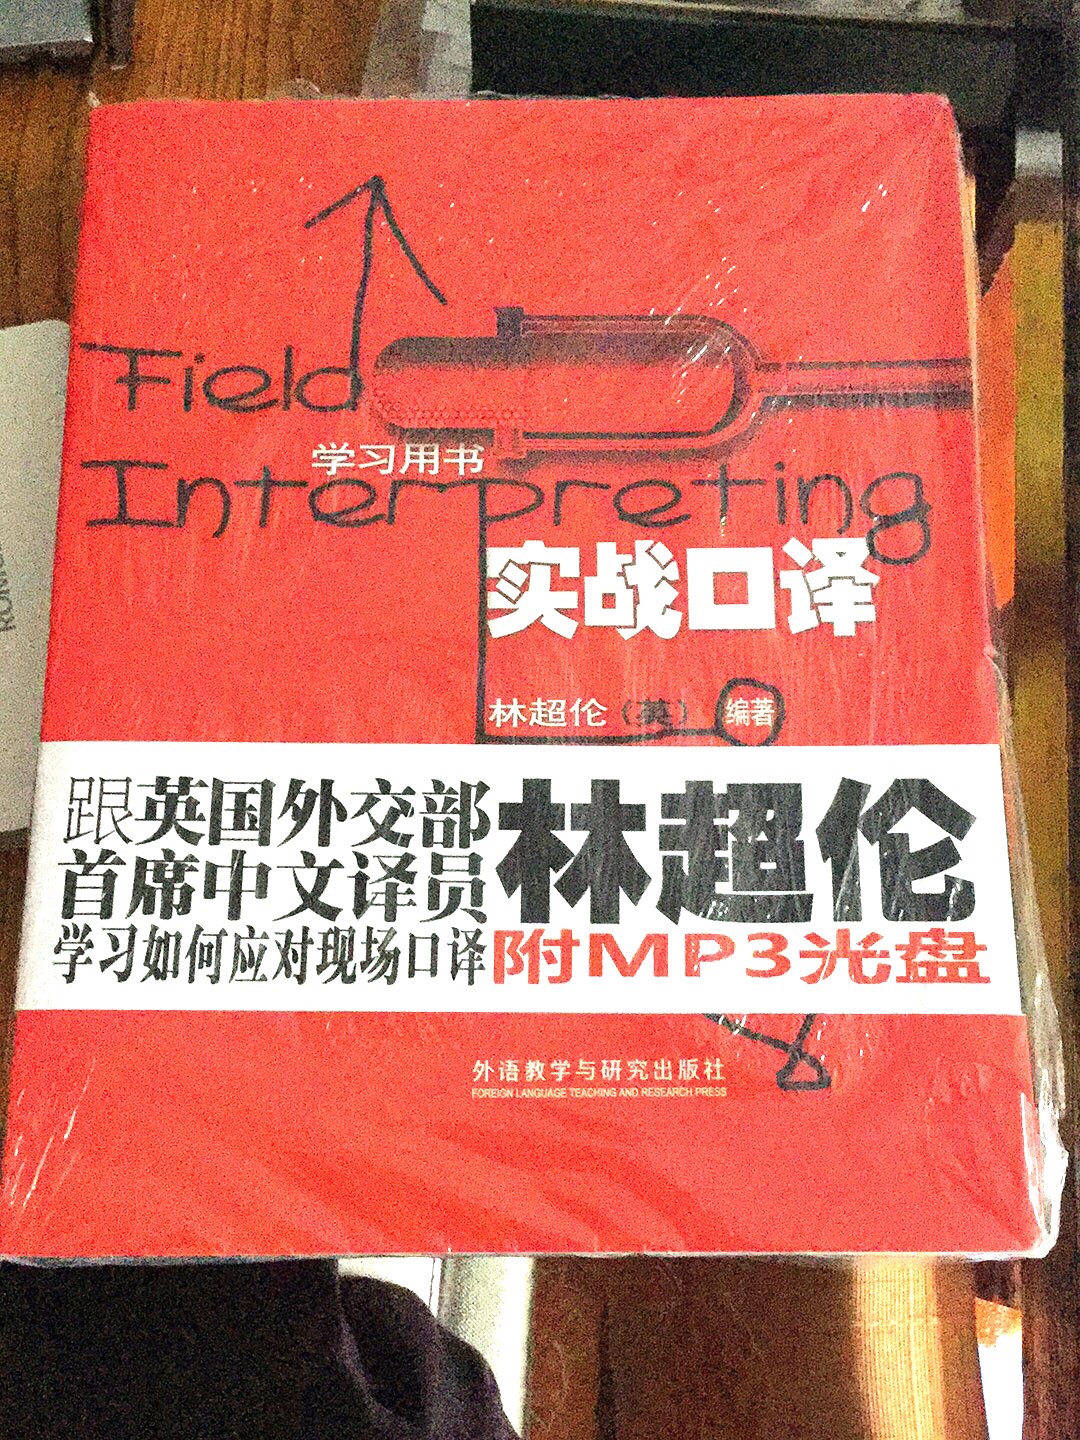 Field
学习用书
Interpreting
实战口译
林超伦（英） 编著
跟英国外交部
首席中文译员
林超伦
学习如何应对现场口译
附MP3光盘
外语教学与研究出版社
FOREIGN LANGUAGE TEACHING AND RESEARCH PRESS